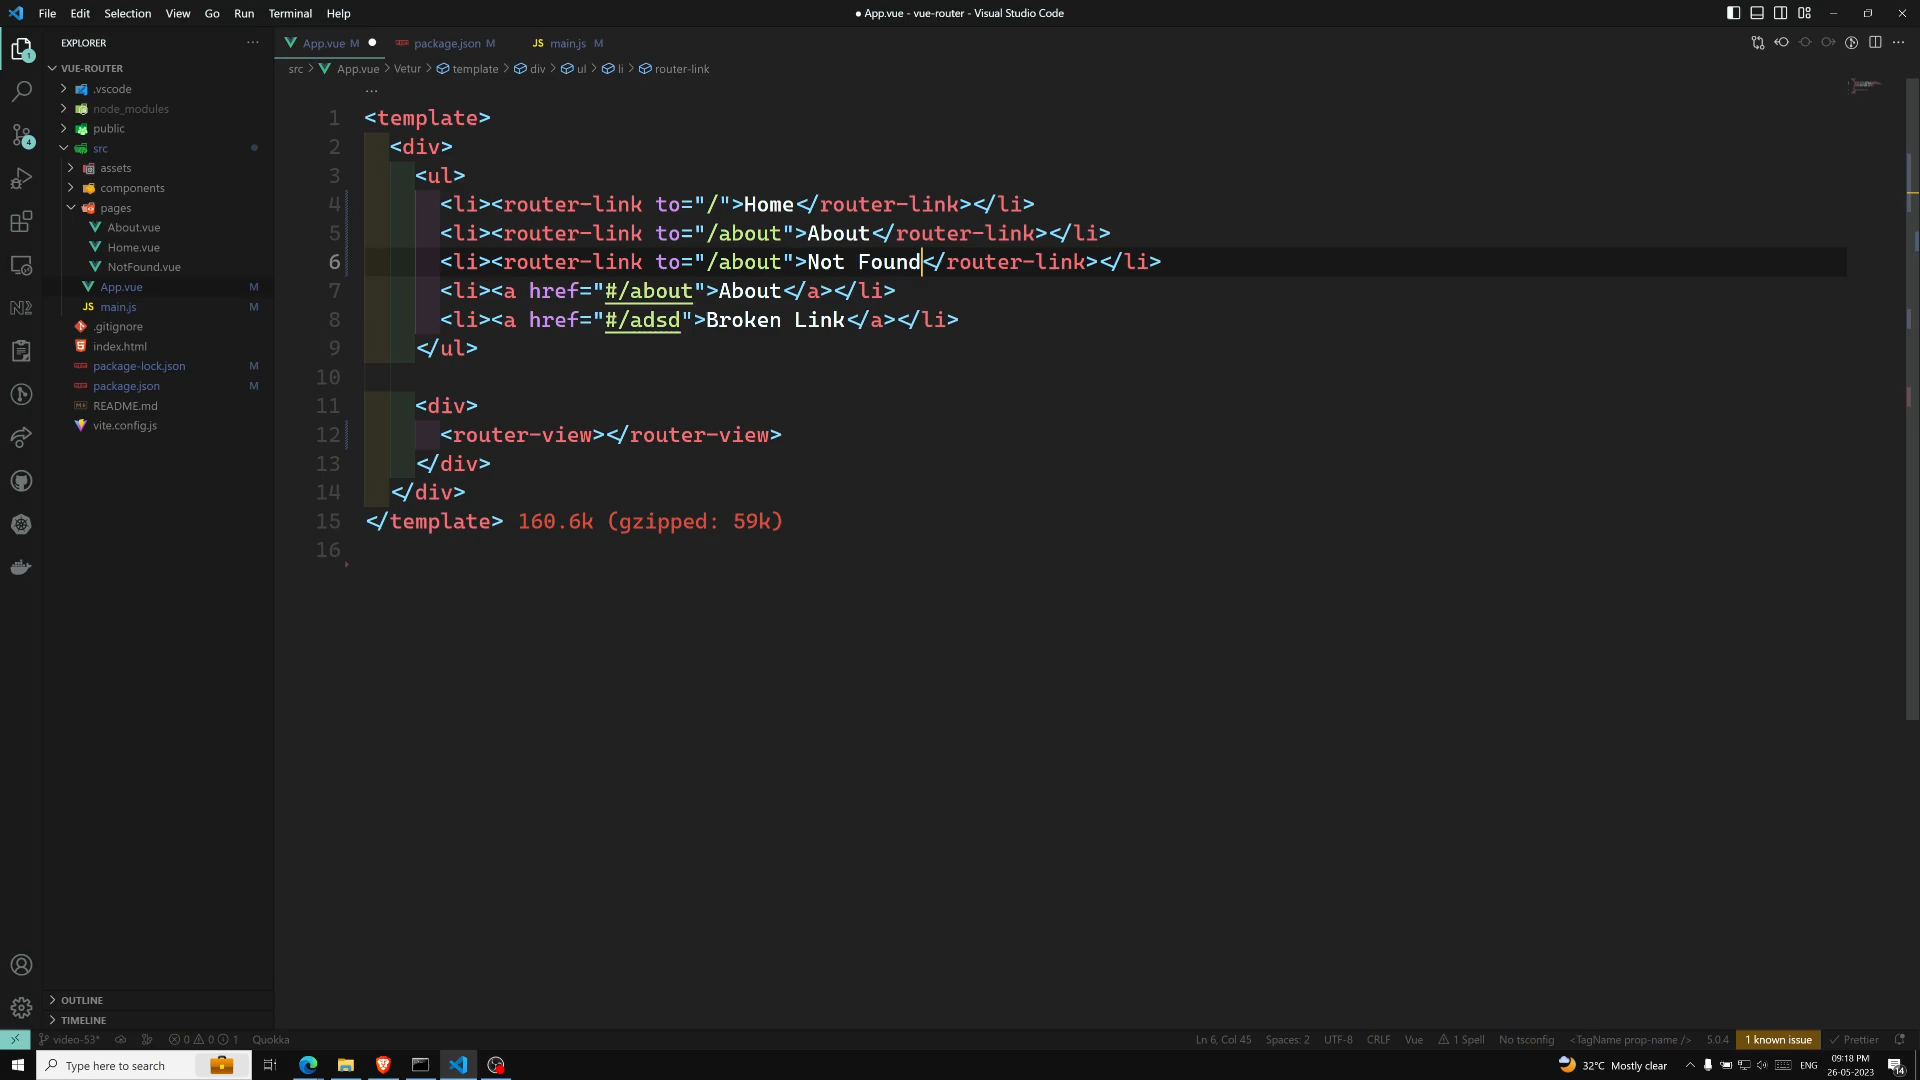 File Edit Selection View Go Run Terminal Help
● App.vue - vue-router - Visual Studio Code
EXPLORER
App.vue M
package.json M
JS main.js M
src > App.vue > Vetur > template > div > ul > li > router-link
VUE-ROUTER
.vscode
node_modules
public
src
assets
components
pages
About.vue
Home.vue
NotFound.vue
App.vue M
JS main.js M
.gitignore
index.html
package-lock.json M
package.json M
README.md
vite.config.js
1 <template>
2 <div>
3 <ul>
4 <li><router-link to="/">Home</router-link></li>
5 <li><router-link to="/about">About</router-link></li>
6 <li><router-link to="/about">Not Found</router-link></li>
7 <li><a href="#/about">About</a></li>
8 <li><a href="#/adsd">Broken Link</a></li>
9 </ul>
10
11 <div>
12 <router-view></router-view>
13 </div>
14 </div>
15 </template> 160.6k (gzipped: 59k)
16
OUTLINE
TIMELINE
video-53* 0 0 1 Quokka
Ln 6, Col 45 Spaces: 2 UTF-8 CRLF Vue 1 Spell No tsconfig <TagName prop-name /> 5.0.4 1 known issue Prettier
Type here to search
32°C Mostly clear
ENG
09:18 PM
26-05-2023
14